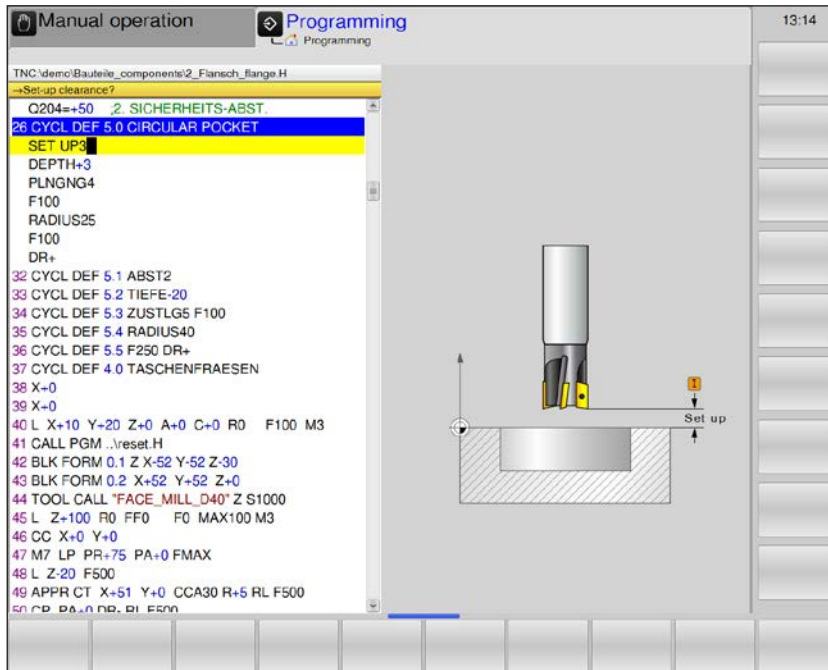 Manual operation
Programming
Programming
13:14
TNC:\demo\Bauteile_components\2_Flansch_flange.H
→Set-up clearance?
Q204=+50 ;2. SICHERHEITS-ABST.
26 CYCL DEF 5.0 CIRCULAR POCKET
SET UP3
DEPTH+3
PLNGNG4
F100
RADIUS25
F100
DR+
32 CYCL DEF 5.1 ABST2
33 CYCL DEF 5.2 TIEFE-20
34 CYCL DEF 5.3 ZUSTLG5 F100
35 CYCL DEF 5.4 RADIUS40
36 CYCL DEF 5.5 F250 DR+
37 CYCL DEF 4.0 TASCHENFRAESEN
38 X+0
39 X+0
40 L X+10 Y+20 Z+0 A+0 C+0 R0 F100 M3
41 CALL PGM ..\reset.H
42 BLK FORM 0.1 Z X-52 Y-52 Z-30
43 BLK FORM 0.2 X+52 Y+52 Z+0
44 TOOL CALL "FACE_MILL_D40" Z S1000
45 L Z+100 R0 FF0 F0 MAX100 M3
46 CC X+0 Y+0
47 M7 LP PR+75 PA+0 FMAX
48 L Z-20 F500
49 APPR CT X+51 Y+0 CCA30 R+5 RL F500
50 CP PA+0 DR- RL F500
I
Set up